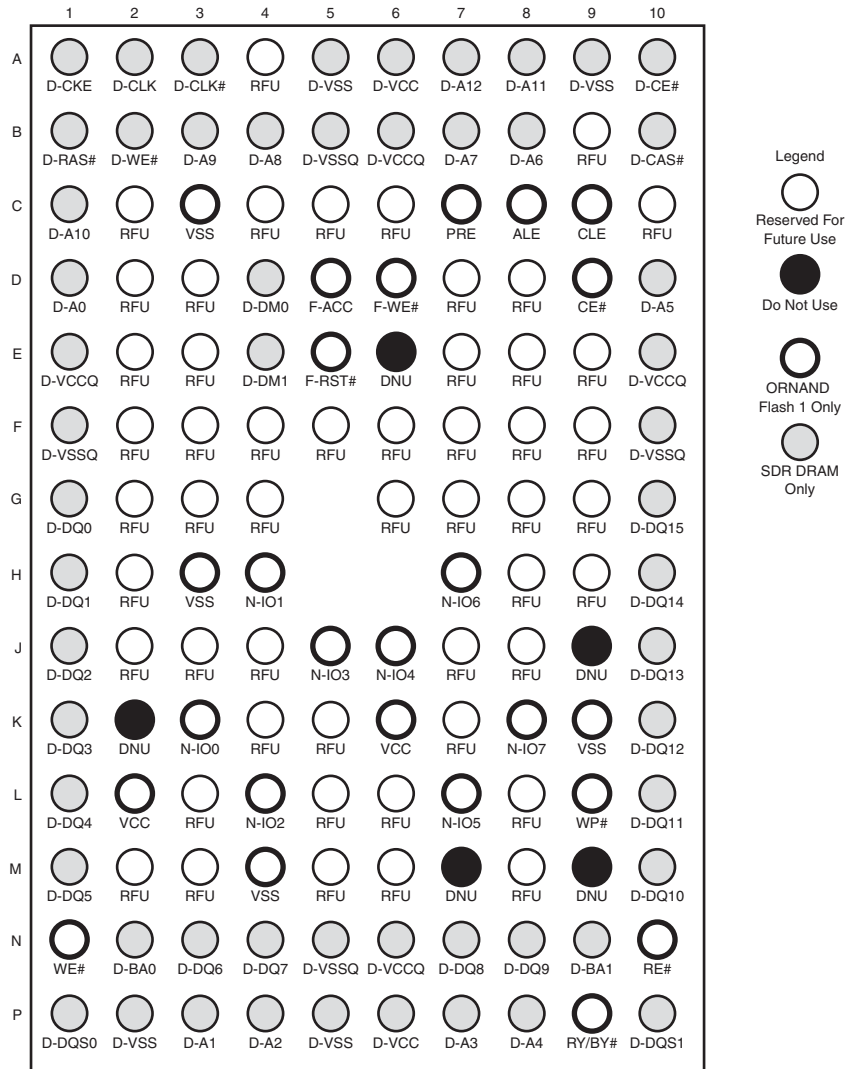 1 2 3 4 5 6 7 8 9 10
A
D-CKE D-CLK D-CLK# RFU D-VSS D-VCC D-A12 D-A11 D-VSS D-CE#
B
D-RAS# D-WE# D-A9 D-A8 D-VSSQ D-VCCQ D-A7 D-A6 RFU D-CAS#
C
D-A10 RFU VSS RFU RFU RFU PRE ALE CLE RFU
D
D-A0 RFU RFU D-DM0 F-ACC F-WE# RFU RFU CE# D-A5
E
D-VCCQ RFU RFU D-DM1 F-RST# DNU RFU RFU RFU D-VCCQ
F
D-VSSQ RFU RFU RFU RFU RFU RFU RFU RFU D-VSSQ
G
D-DQ0 RFU RFU RFU RFU RFU RFU RFU D-DQ15
H
D-DQ1 RFU VSS N-IO1 N-IO6 RFU RFU D-DQ14
J
D-DQ2 RFU RFU RFU N-IO3 N-IO4 RFU RFU DNU D-DQ13
K
D-DQ3 DNU N-IO0 RFU RFU VCC RFU N-IO7 VSS D-DQ12
L
D-DQ4 VCC RFU N-IO2 RFU RFU N-IO5 RFU WP# D-DQ11
M
D-DQ5 RFU RFU VSS RFU RFU DNU RFU DNU D-DQ10
N
WE# D-BA0 D-DQ6 D-DQ7 D-VSSQ D-VCCQ D-DQ8 D-DQ9 D-BA1 RE#
P
D-DQS0 D-VSS D-A1 D-A2 D-VSS D-VCC D-A3 D-A4 RY/BY# D-DQS1
Legend
Reserved For
Future Use
Do Not Use
ORNAND
Flash 1 Only
SDR DRAM
Only